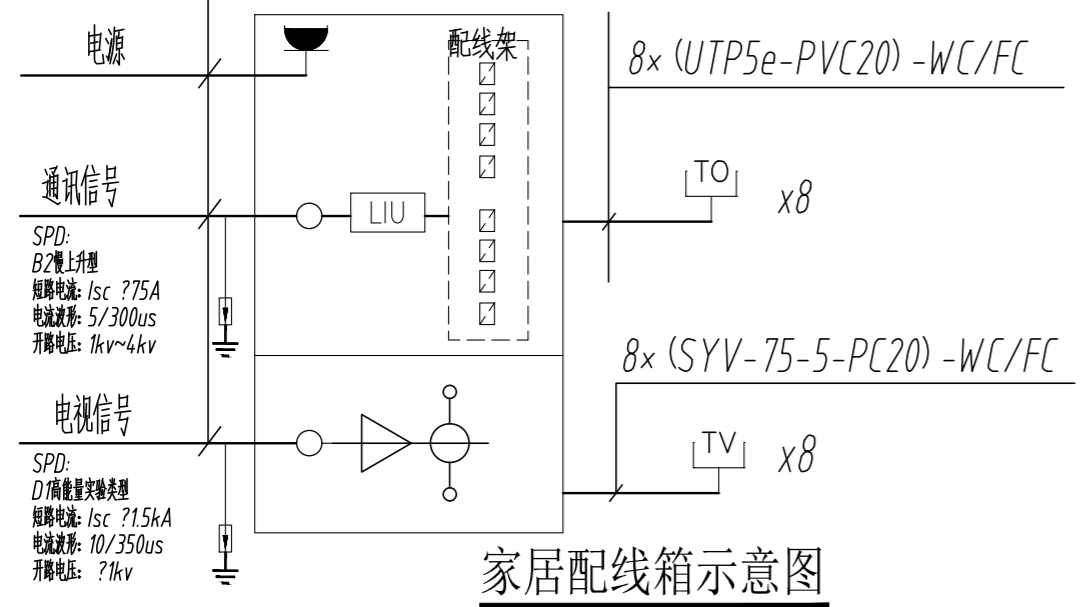 电源
配线架
8x (UTP5e-PVC20) -WC/FC
通讯信号
LIU
TO
x8
SPD:
B2慢上升型
短路电流: Isc ?75A
电流波形: 5/300us
开路电压: 1kv~4kv
8x (SYV-75-5-PC20) -WC/FC
电视信号
TV
x8
SPD:
D1高能量实验类型
短路电流: Isc ?1.5kA
电流波形: 10/350us
开路电压: ?1kv
家居配线箱示意图